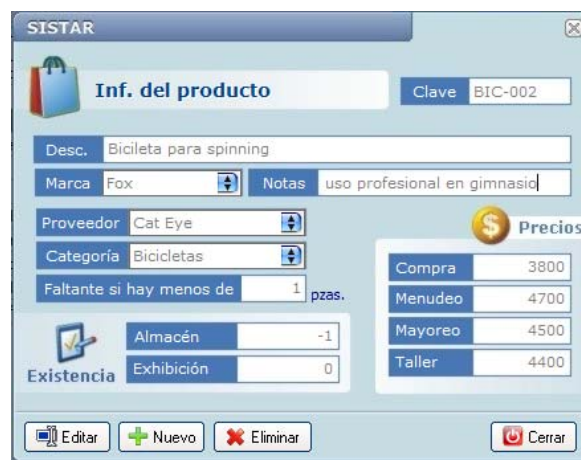 SISTAR
Inf. del producto
Clave BIC-002
Desc. Bicileta para spinning
Marca Fox Notas uso profesional en gimnasio
Proveedor Cat Eye
Precios
Categoría Bicicletas
Compra 3800
Faltante si hay menos de 1 pzas.
Menudeo 4700
Mayoreo 4500
Almacén -1
Taller 4400
Existencia
Exhibición 0
Editar Nuevo Eliminar Cerrar